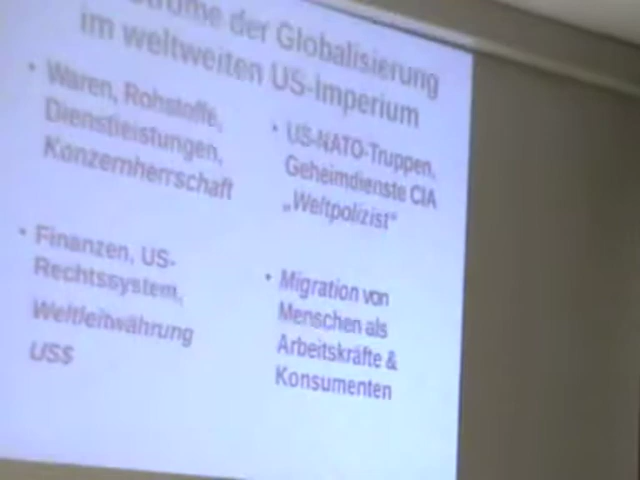 der Globalisierung
im weltweiten US-Imperium
• Waren, Rohstoffe,
Dienstleistungen,
Konzernherrschaft
• Finanzen, US-
Rechtssystem,
Weltleitwährung
US$
• US-NATO-Truppen,
Geheimdienste CIA
„Weltpolizist“
• Migration von
Menschen als
Arbeitskräfte &
Konsumenten